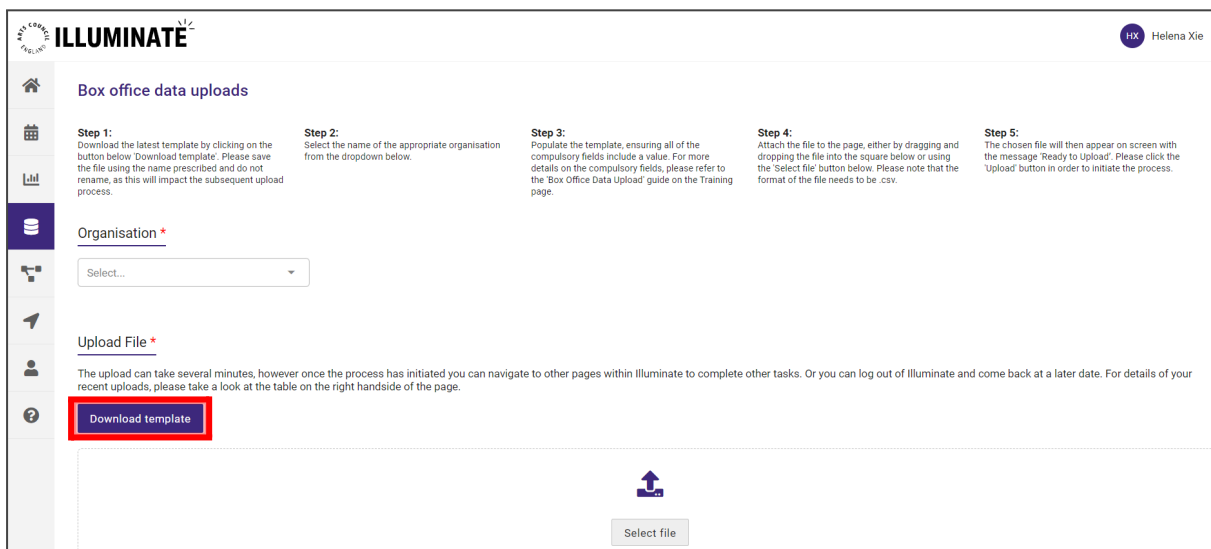 ARTS COUNCIL ENGLAND
ILLUMINATE
HX Helena Xie
Box office data uploads
Step 1:
Download the latest template by clicking on the
button below 'Download template'. Please save
the file using the name prescribed and do not
rename, as this will impact the subsequent upload
process.
Step 2:
Select the name of the appropriate organisation
from the dropdown below.
Step 3:
Populate the template, ensuring all of the
compulsory fields include a value. For more
details on the compulsory fields, please refer to
the 'Box Office Data Upload' guide on the Training
page.
Step 4:
Attach the file to the page, either by dragging and
dropping the file into the square below or using
the 'Select file' button below. Please note that the
format of the file needs to be .csv.
Step 5:
The chosen file will then appear on screen with
the message 'Ready to Upload'. Please click the
'Upload' button in order to initiate the process.
Organisation *
Select...
Upload File *
The upload can take several minutes, however once the process has initiated you can navigate to other pages within Illuminate to complete other tasks. Or you can log out of Illuminate and come back at a later date. For details of your
recent uploads, please take a look at the table on the right handside of the page.
Download template
Select file